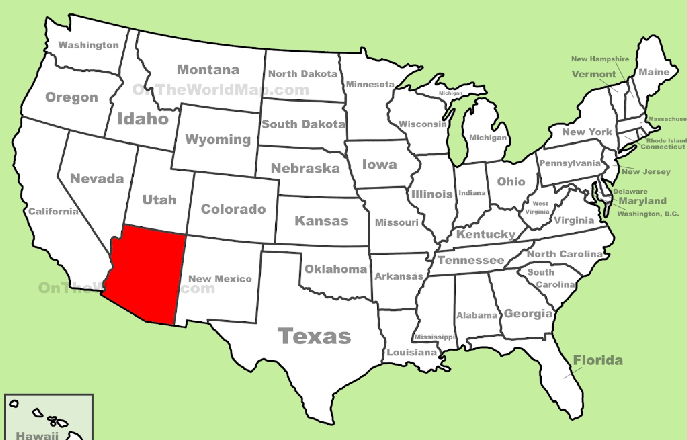 Washington
Montana
North Dakota
Minnesota
Michigan
New Hampshire
Vermont
Maine
Oregon
OnTheWorldMap.com
Idaho
Wyoming
South Dakota
Wisconsin
Michigan
New York
Massachuse
Rhode Island
Connecticut
Nebraska
Iowa
Pennsylvania
New Jersey
Nevada
Utah
Colorado
Illinois
Indiana
Ohio
Delaware
Maryland
Washington, B.C.
California
Kansas
Missouri
West
Virginia
Virginia
Kentucky
New Mexico
Oklahoma
Arkansas
Tennessee
North Carolina
South
Carolina
OnTheW
.com
Texas
Mississippi
Alabama
Georgia
Louisiana
Florida
Hawaii